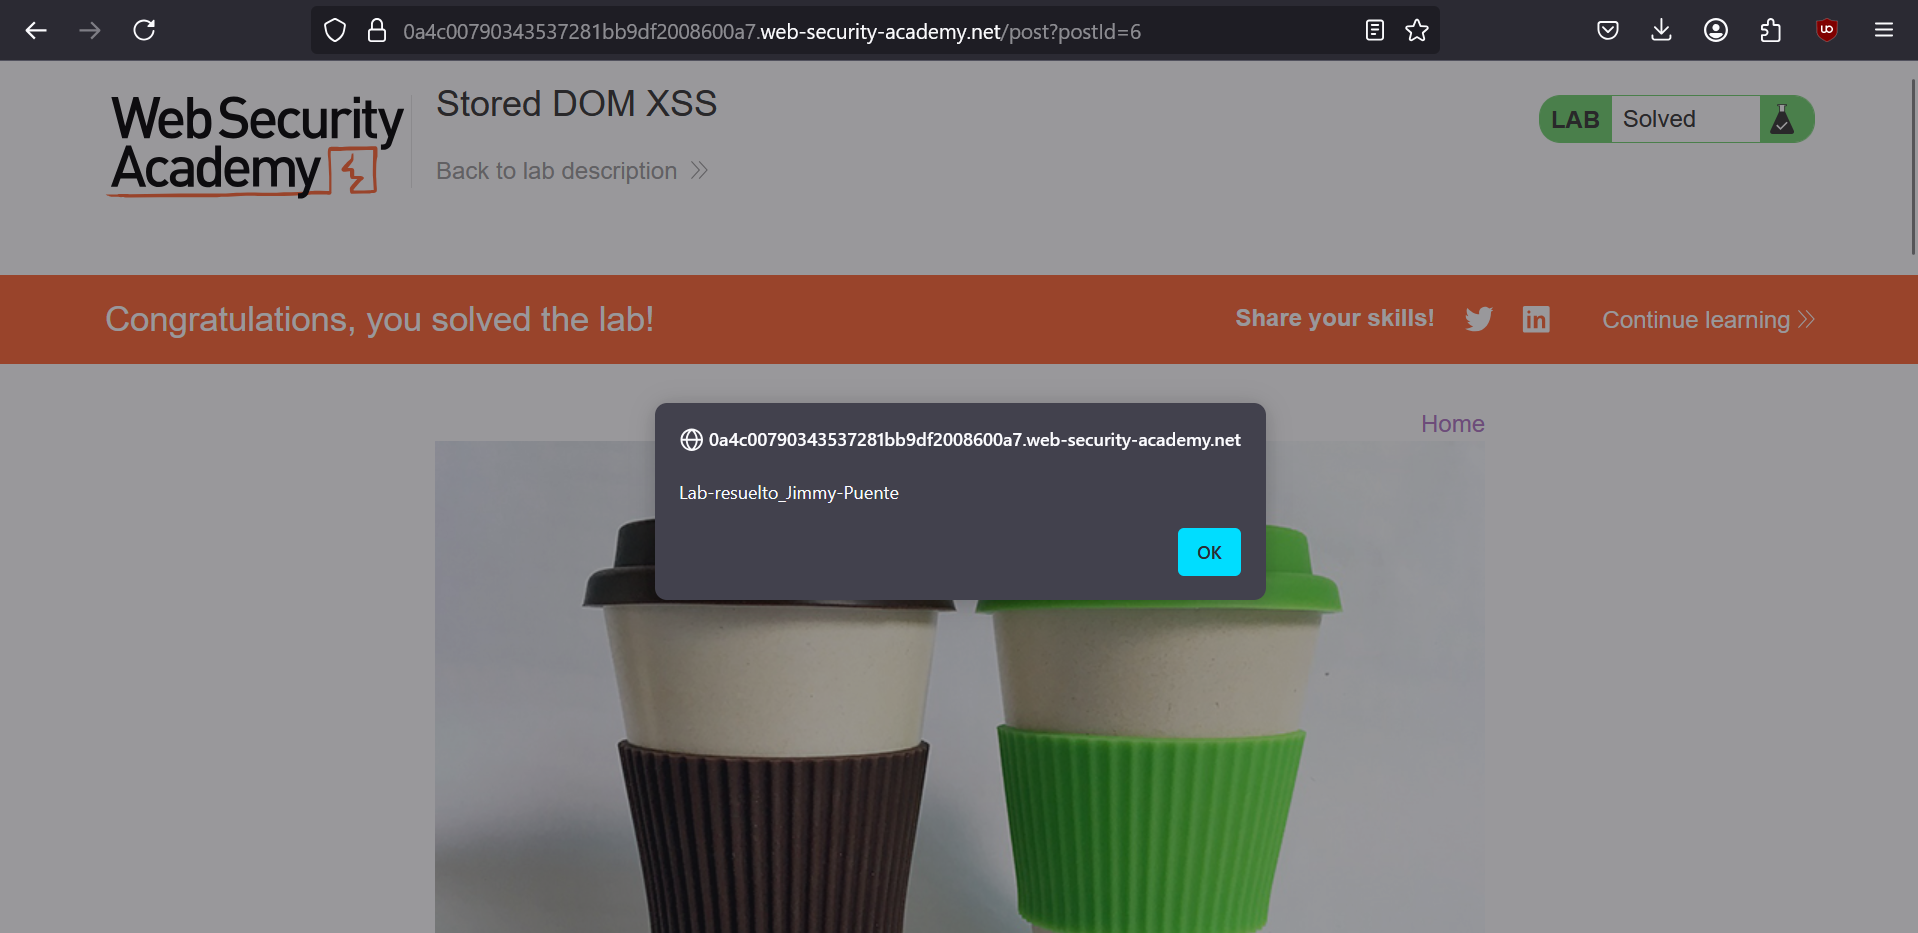 0a4c00790343537281bb9df2008600a7.web-security-academy.net/post?postId=6
Web Security
Academy
Stored DOM XSS
Back to lab description
LAB Solved
Congratulations, you solved the lab!
Share your skills!
Continue learning
Home
0a4c00790343537281bb9df2008600a7.web-security-academy.net
Lab-resuelto_Jimmy-Puente
OK